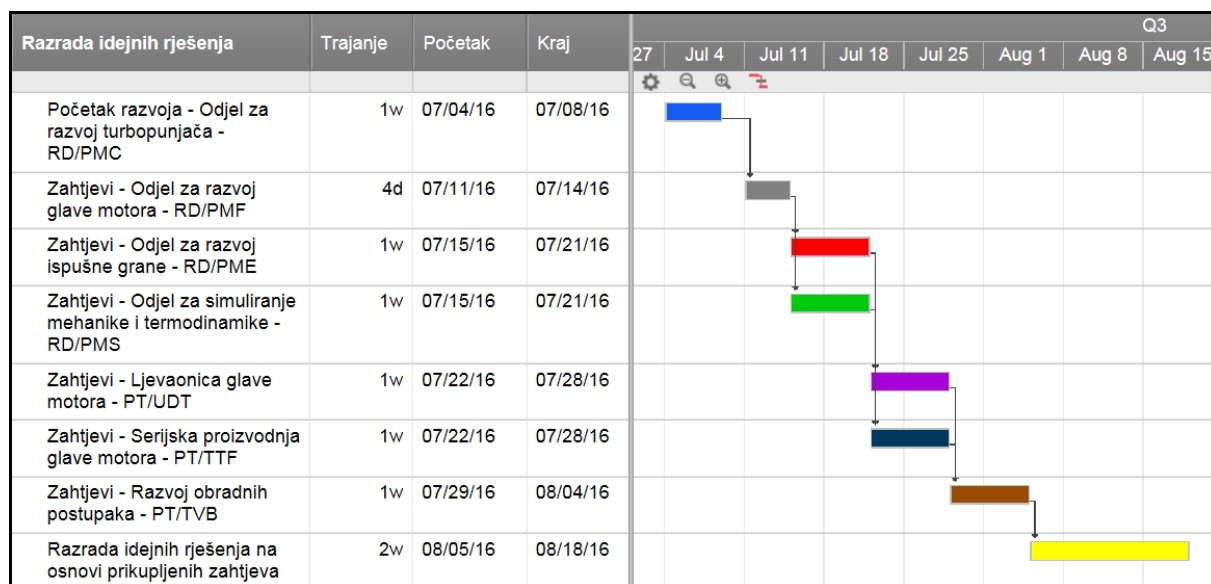 Razrada idejnih rješenja Trajanje Početak Kraj
Q3
27 Jul 4 Jul 11 Jul 18 Jul 25 Aug 1 Aug 8 Aug 15
Početak razvoja - Odjel za
razvoj turbopunjača -
RD/PMC
1w 07/04/16 07/08/16
Zahtjevi - Odjel za razvoj
glave motora - RD/PMF
4d 07/11/16 07/14/16
Zahtjevi - Odjel za razvoj
ispušne grane - RD/PME
1w 07/15/16 07/21/16
Zahtjevi - Odjel za simuliranje
mehanike i termodinamike -
RD/PMS
1w 07/15/16 07/21/16
Zahtjevi - Ljevaonica glave
motora - PT/UDT
1w 07/22/16 07/28/16
Zahtjevi - Serijska proizvodnja
glave motora - PT/TTF
1w 07/22/16 07/28/16
Zahtjevi - Razvoj obradnih
postupaka - PT/TVB
1w 07/29/16 08/04/16
Razrada idejnih rješenja na
osnovi prikupljenih zahtjeva
2w 08/05/16 08/18/16